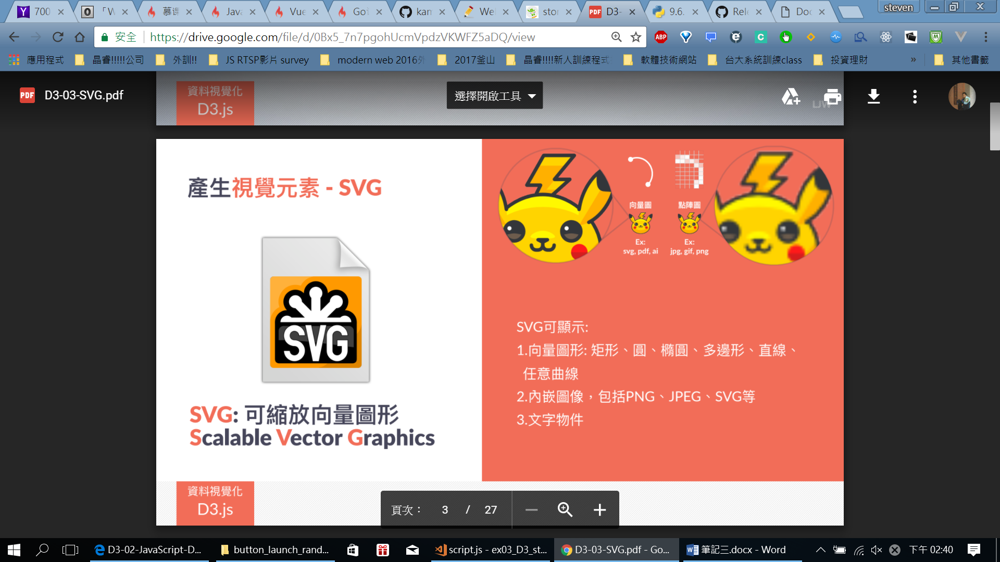 700
「W
慕课
Java
Vue
Go
kam
We
stor
D3-
9.6.
Rele
Doc
steven
安全
https://drive.google.com/file/d/0Bx5_7n7pgohUcmVpdzVKWFZ5aDQ/view
ABP
應用程式
晶睿!!!!!公司
外訓!!
JS RTSP影片 survey
modern web 2016
2017釜山
晶睿!!!!新人訓練程式
軟體技術網站
台大系統訓練class
投資理財
»
其他書籤
PDF
D3-03-SVG.pdf
選擇開啟工具
資料視覺化
D3.js
產生視覺元素 - SVG
SVG
SVG: 可縮放向量圖形
Scalable Vector Graphics
向量圖
Ex:
svg, pdf, ai
點陣圖
Ex:
jpg, gif, png
SVG可顯示:
1.向量圖形: 矩形、圓、橢圓、多邊形、直線、
任意曲線
2.內嵌圖像，包括PNG、JPEG、SVG等
3.文字物件
資料視覺化
D3.js
頁次： 3 / 27
D3-02-JavaScript-D...
button_launch_rand...
script.js - ex03_D3_st...
D3-03-SVG.pdf - Go...
筆記三.docx - Word
下午 02:40